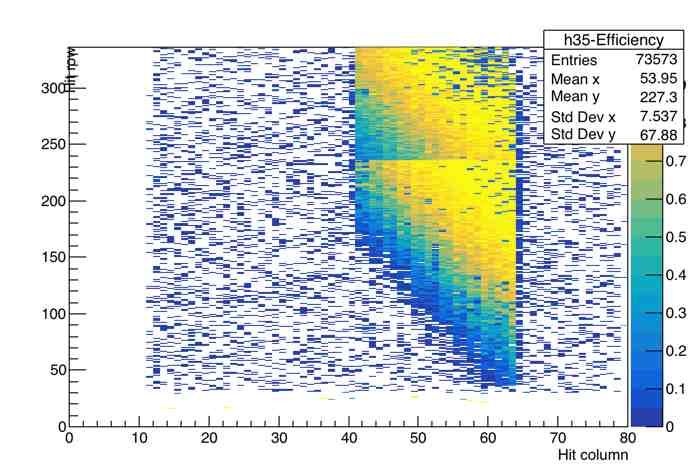 h35-Efficiency
Entries 73573
Mean x 53.95
Mean y 227.3
Std Dev x 7.537
Std Dev y 67.88
300
250
200
150
100
50
0
0 10 20 30 40 50 60 70 80
Hit column
0.7
0.6
0.5
0.4
0.3
0.2
0.1
0